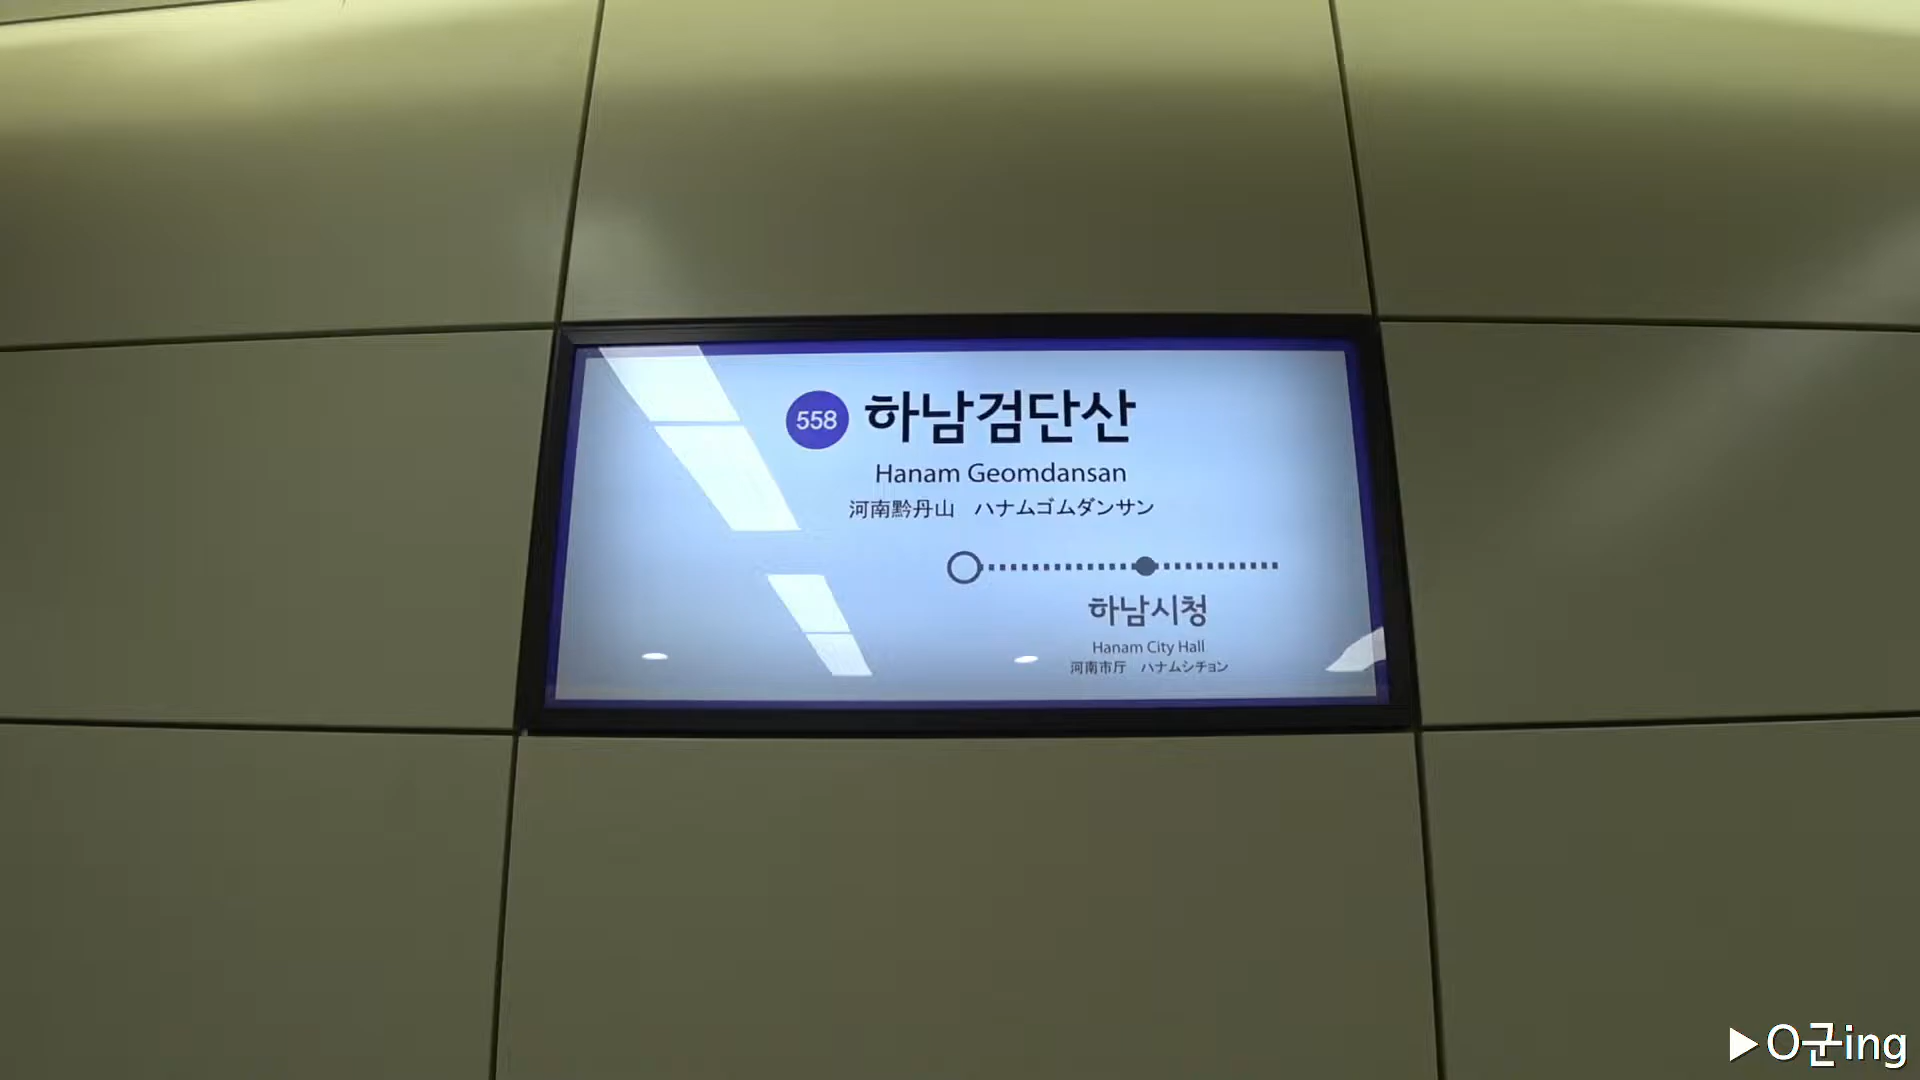 558 하남검단산
Hanam Geomdansan
河南黔丹山 ハナムゴムダンサン
하남시청
Hanam City Hall
河南市厅 ハナムシチョン
▶O군ing